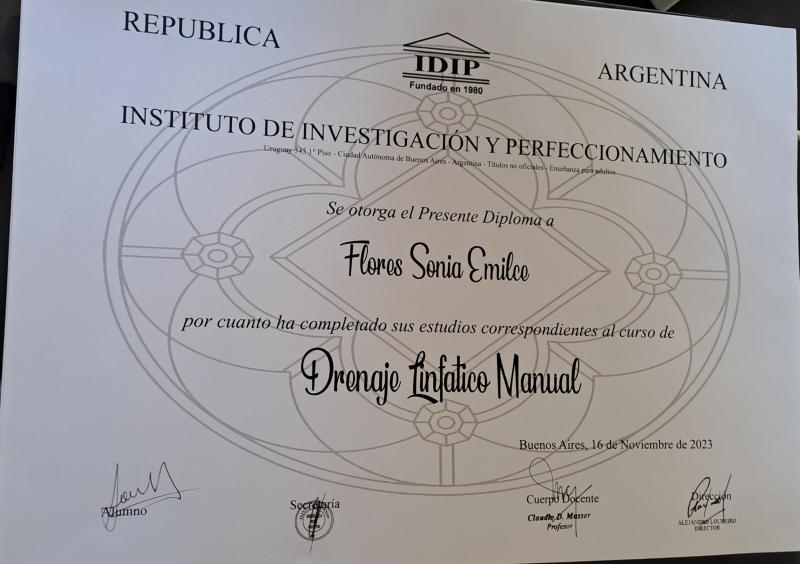 REPUBLICA
IDIP
Fundado en 1980
ARGENTINA
INSTITUTO DE INVESTIGACIÓN Y PERFECCIONAMIENTO
Uruguay 345 1° Piso - Ciudad Autónoma de Buenos Aires - Argentina - Títulos no oficiales - Enseñanza para adultos
Se otorga el Presente Diploma a
Flores Sonia Emilce
por cuanto ha completado sus estudios correspondientes al curso de
Drenaje Linfatico Manual
Buenos Aires, 16 de Noviembre de 2023
Alumno
Secretaría
Cuerpo Docente
Claudio D. Musser
Profesor
Dirección
ALEJANDRO LOUREIRO
DIRECTOR